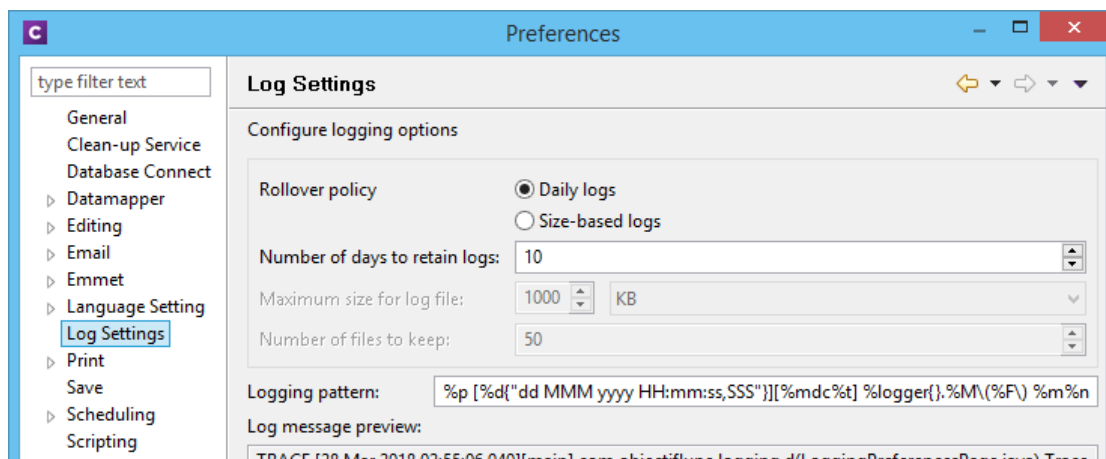 C
Preferences
type filter text
General
Clean-up Service
Database Connect
Datamapper
Editing
Email
Emmet
Language Setting
Log Settings
Print
Save
Scheduling
Scripting
Log Settings
Configure logging options
Rollover policy
Daily logs
Size-based logs
Number of days to retain logs: 10
Maximum size for log file: 1000 KB
Number of files to keep: 50
Logging pattern: %p [%d{"dd MMM yyyy HH:mm:ss,SSS"}][%mdc%t] %logger{}.%M\(%F\) %m%n
Log message preview: